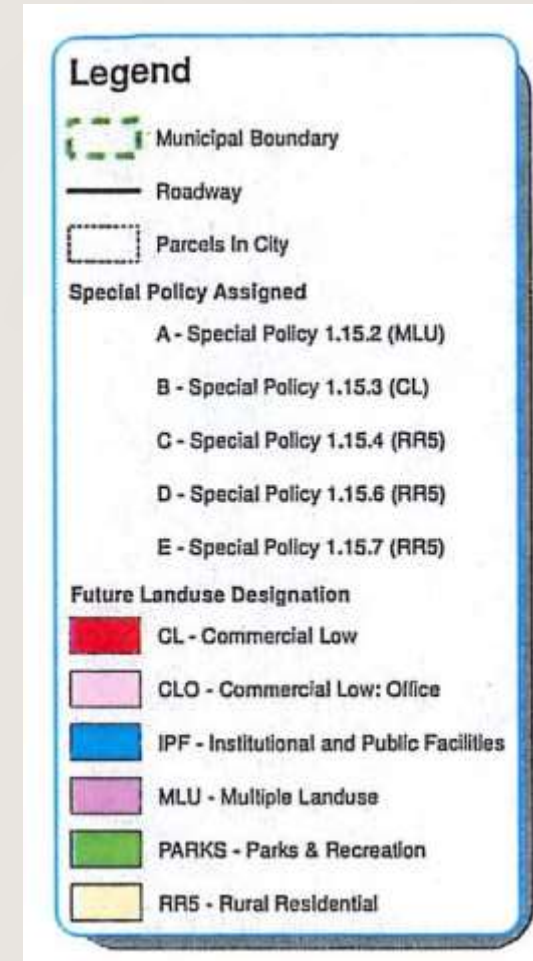 Legend
Municipal Boundary
Roadway
Parcels In City
Special Policy Assigned
A - Special Policy 1.15.2 (MLU)
B - Special Policy 1.15.3 (CL)
C - Special Policy 1.15.4 (RR5)
D - Special Policy 1.15.6 (RR5)
E - Special Policy 1.15.7 (RR5)
Future Landuse Designation
CL - Commercial Low
CLO - Commercial Low: Office
IPF - Institutional and Public Facilities
MLU - Multiple Landuse
PARKS - Parks & Recreation
RR5 - Rural Residential